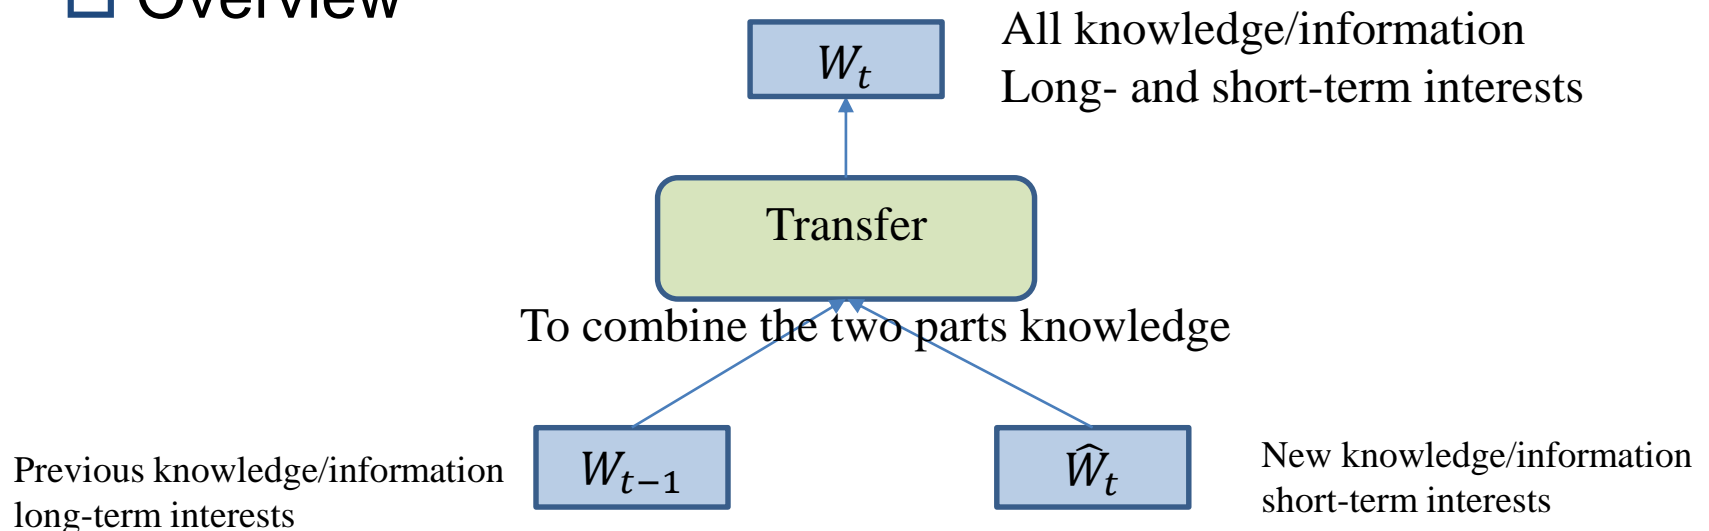 Overview
W_t
All knowledge/information
Long- and short-term interests
Transfer
To combine the two parts knowledge
Previous knowledge/information
long-term interests
W_{t−1}
Ŵ_t
New knowledge/information
short-term interests